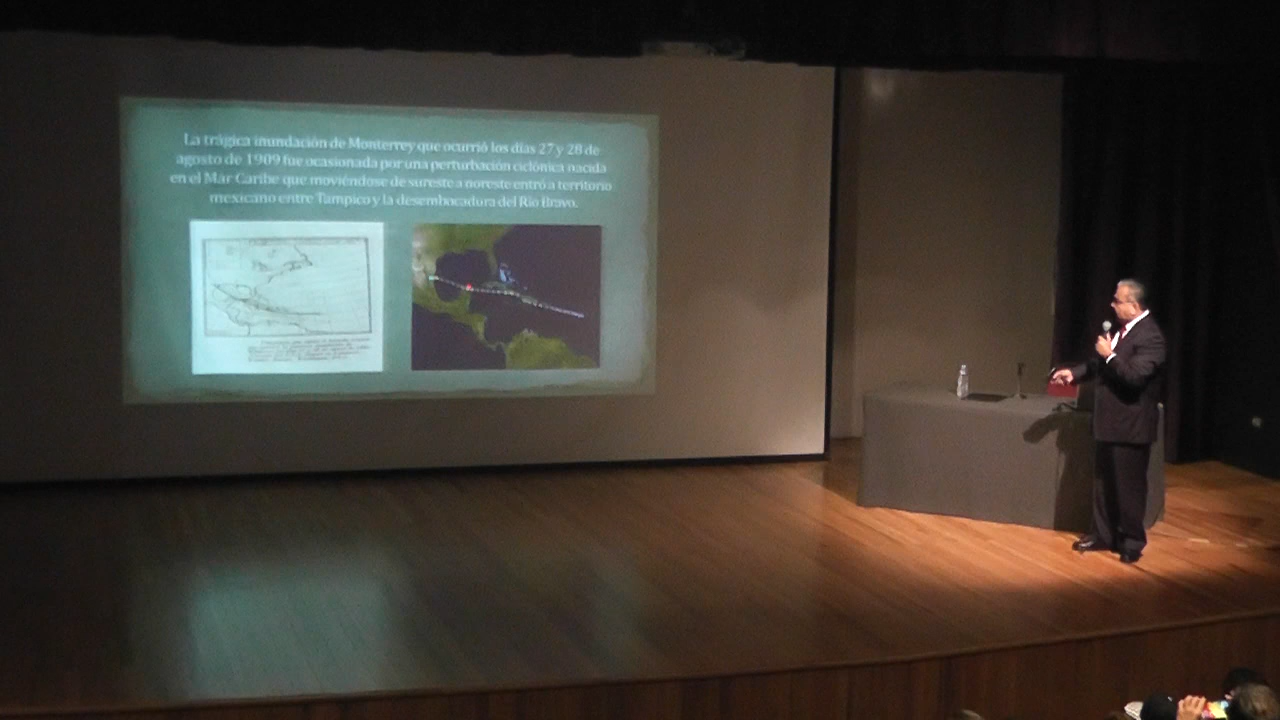 La trágica inundación de Monterrey que ocurrió los días 27 y 28 de
agosto de 1909 fue ocasionada por una perturbación ciclónica nacida
en el Mar Caribe que moviéndose de sureste a noreste entró a territorio
mexicano entre Tampico y la desembocadura del Río Bravo.